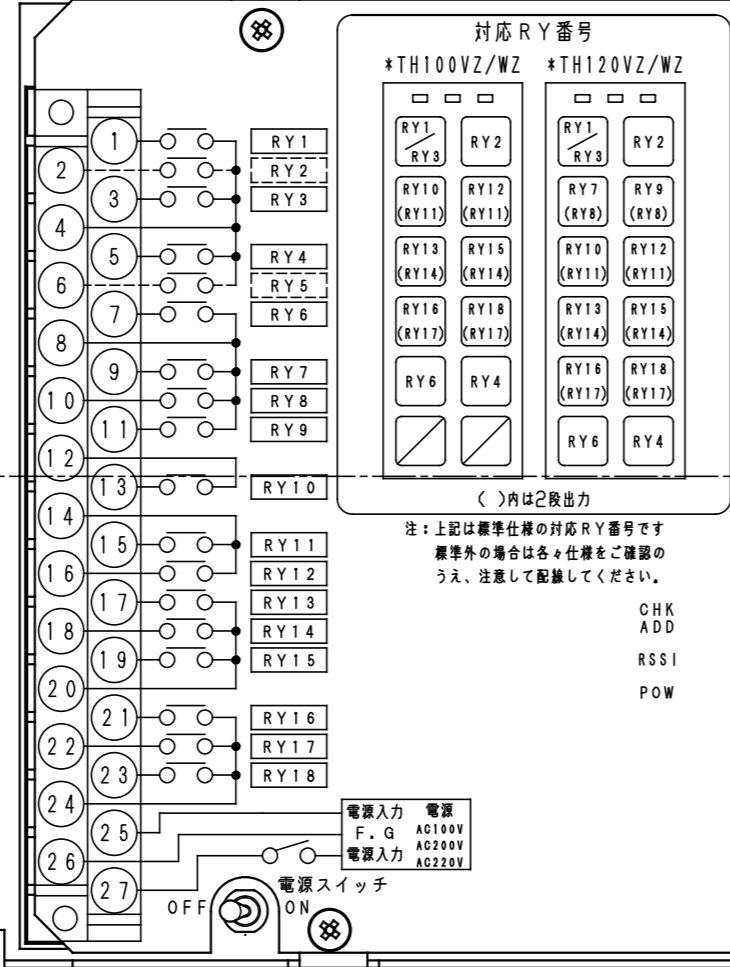 対応RY番号
*TH100VZ/WZ *TH120VZ/WZ
RY1/RY3 RY2 RY1/RY3 RY2
RY10 RY12 RY7 RY9
(RY11) (RY11) (RY8) (RY8)
RY13 RY15 RY10 RY12
(RY14) (RY14) (RY11) (RY11)
RY16 RY18 RY13 RY15
(RY17) (RY17) (RY14) (RY14)
RY6 RY4 RY16 RY18
(RY17) (RY17)
RY6 RY4
( )内は2段出力
注:上記は標準仕様の対応RY番号です
標準外の場合は各々仕様をご確認の
うえ、注意して配線してください。
CHK
ADD
RSSI
POW
1 RY1
2 RY2
3 RY3
4
5 RY4
6 RY5
7 RY6
8
9 RY7
10 RY8
11 RY9
12
13 RY10
14
15 RY11
16 RY12
17 RY13
18 RY14
19 RY15
20
21 RY16
22 RY17
23 RY18
24
25
26
27
電源入力 電源
F.G AC100V
AC200V
電源入力 AC220V
電源スイッチ
OFF ON